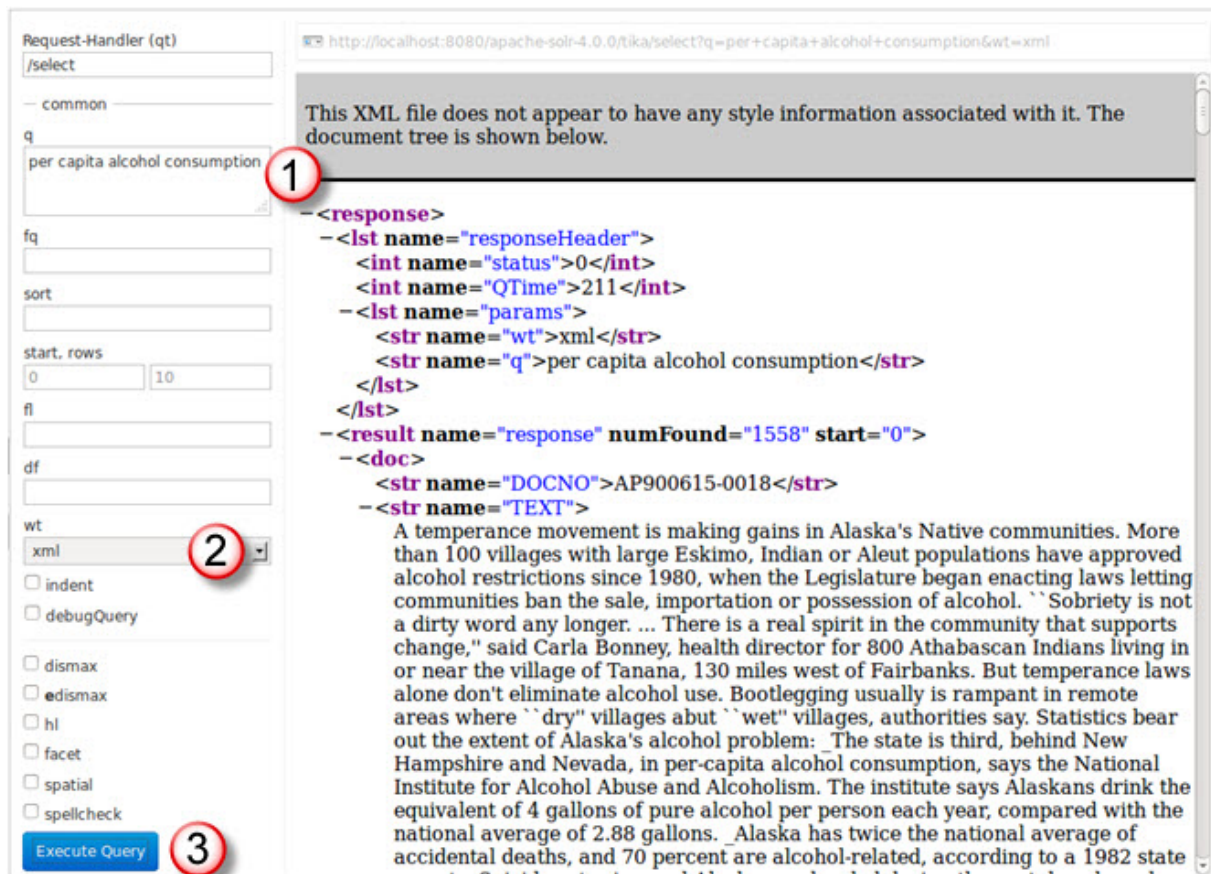 Request-Handler (qt)
/select
common
q
per capita alcohol consumption
1
fq
sort
start, rows
0
10
fl
df
wt
xml
2
indent
debugQuery
dismax
edismax
hl
facet
spatial
spellcheck
Execute Query
3
http://localhost:8080/apache-solr-4.0.0/tika/select?q=per+capita+alcohol+consumption&wt=xml
This XML file does not appear to have any style information associated with it. The
document tree is shown below.
−<response>
−<lst name="responseHeader">
<int name="status">0</int>
<int name="QTime">211</int>
−<lst name="params">
<str name="wt">xml</str>
<str name="q">per capita alcohol consumption</str>
</lst>
</lst>
−<result name="response" numFound="1558" start="0">
−<doc>
<str name="DOCNO">AP900615-0018</str>
−<str name="TEXT">
A temperance movement is making gains in Alaska's Native communities. More
than 100 villages with large Eskimo, Indian or Aleut populations have approved
alcohol restrictions since 1980, when the Legislature began enacting laws letting
communities ban the sale, importation or possession of alcohol. ``Sobriety is not
a dirty word any longer. ... There is a real spirit in the community that supports
change,'' said Carla Bonney, health director for 800 Athabascan Indians living in
or near the village of Tanana, 130 miles west of Fairbanks. But temperance laws
alone don't eliminate alcohol use. Bootlegging usually is rampant in remote
areas where ``dry'' villages abut ``wet'' villages, authorities say. Statistics bear
out the extent of Alaska's alcohol problem: _The state is third, behind New
Hampshire and Nevada, in per-capita alcohol consumption, says the National
Institute for Alcohol Abuse and Alcoholism. The institute says Alaskans drink the
equivalent of 4 gallons of pure alcohol per person each year, compared with the
national average of 2.88 gallons. _Alaska has twice the national average of
accidental deaths, and 70 percent are alcohol-related, according to a 1982 state